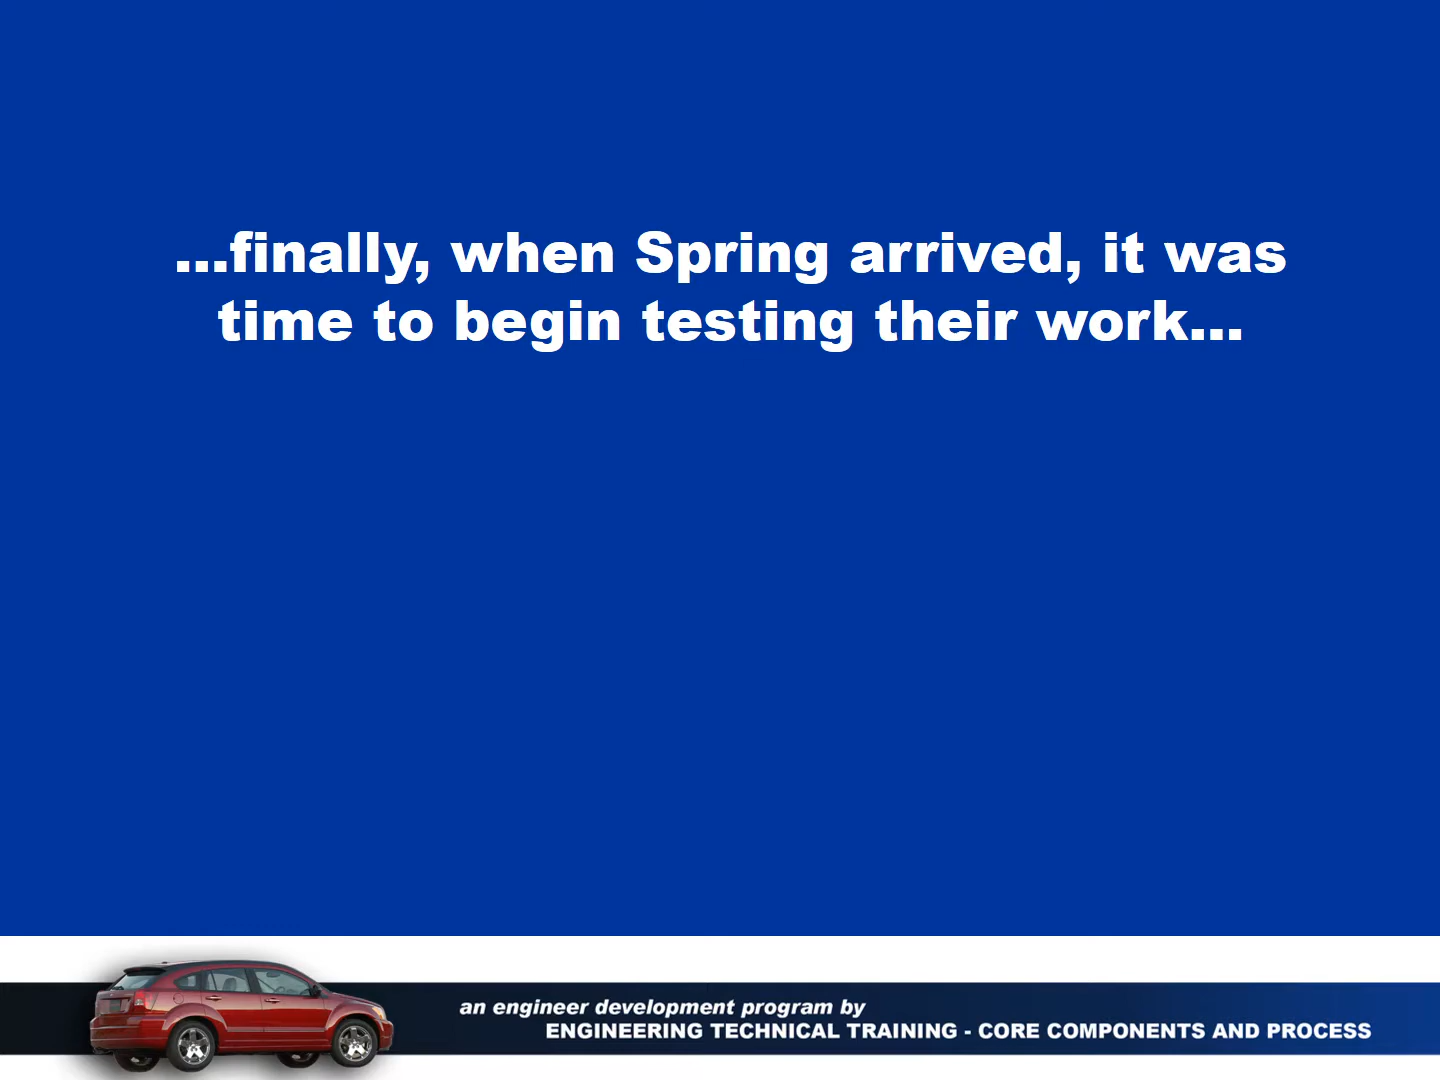 ...finally, when Spring arrived, it was
time to begin testing their work...
an engineer development program by
ENGINEERING TECHNICAL TRAINING - CORE COMPONENTS AND PROCESS